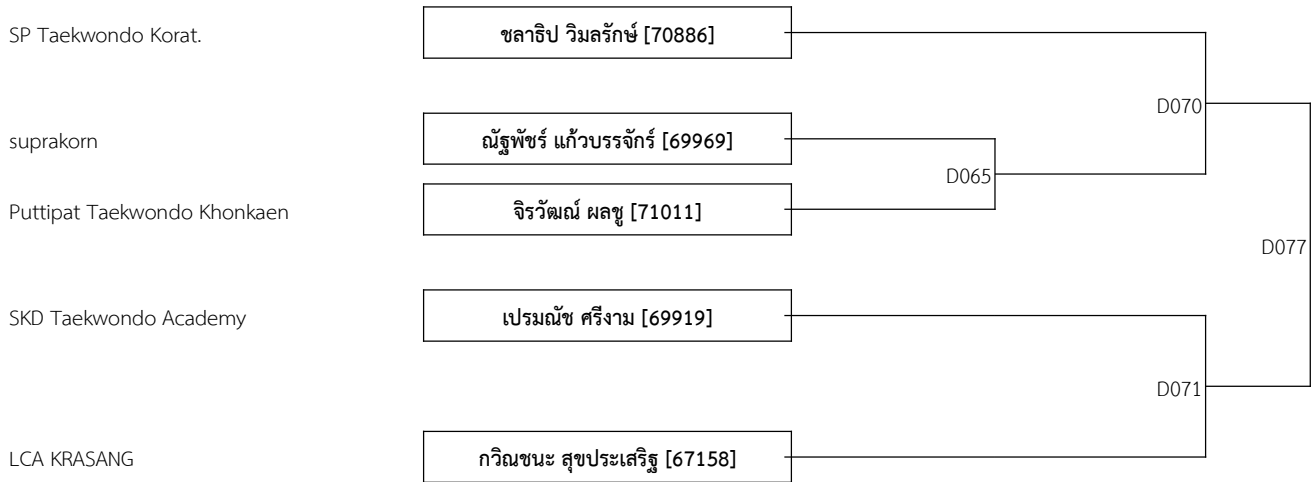 SP Taekwondo Korat.
ชลาธิป วิมลรักษ์ [70886]
D070
suprakorn
ณัฐพัชร์ แก้วบรรจักร์ [69969]
D065
Puttipat Taekwondo Khonkaen
จิรวัฒณ์ ผลชู [71011]
D077
SKD Taekwondo Academy
เปรมณัช ศรีงาม [69919]
D071
LCA KRASANG
กวิณชนะ สุขประเสริฐ [67158]